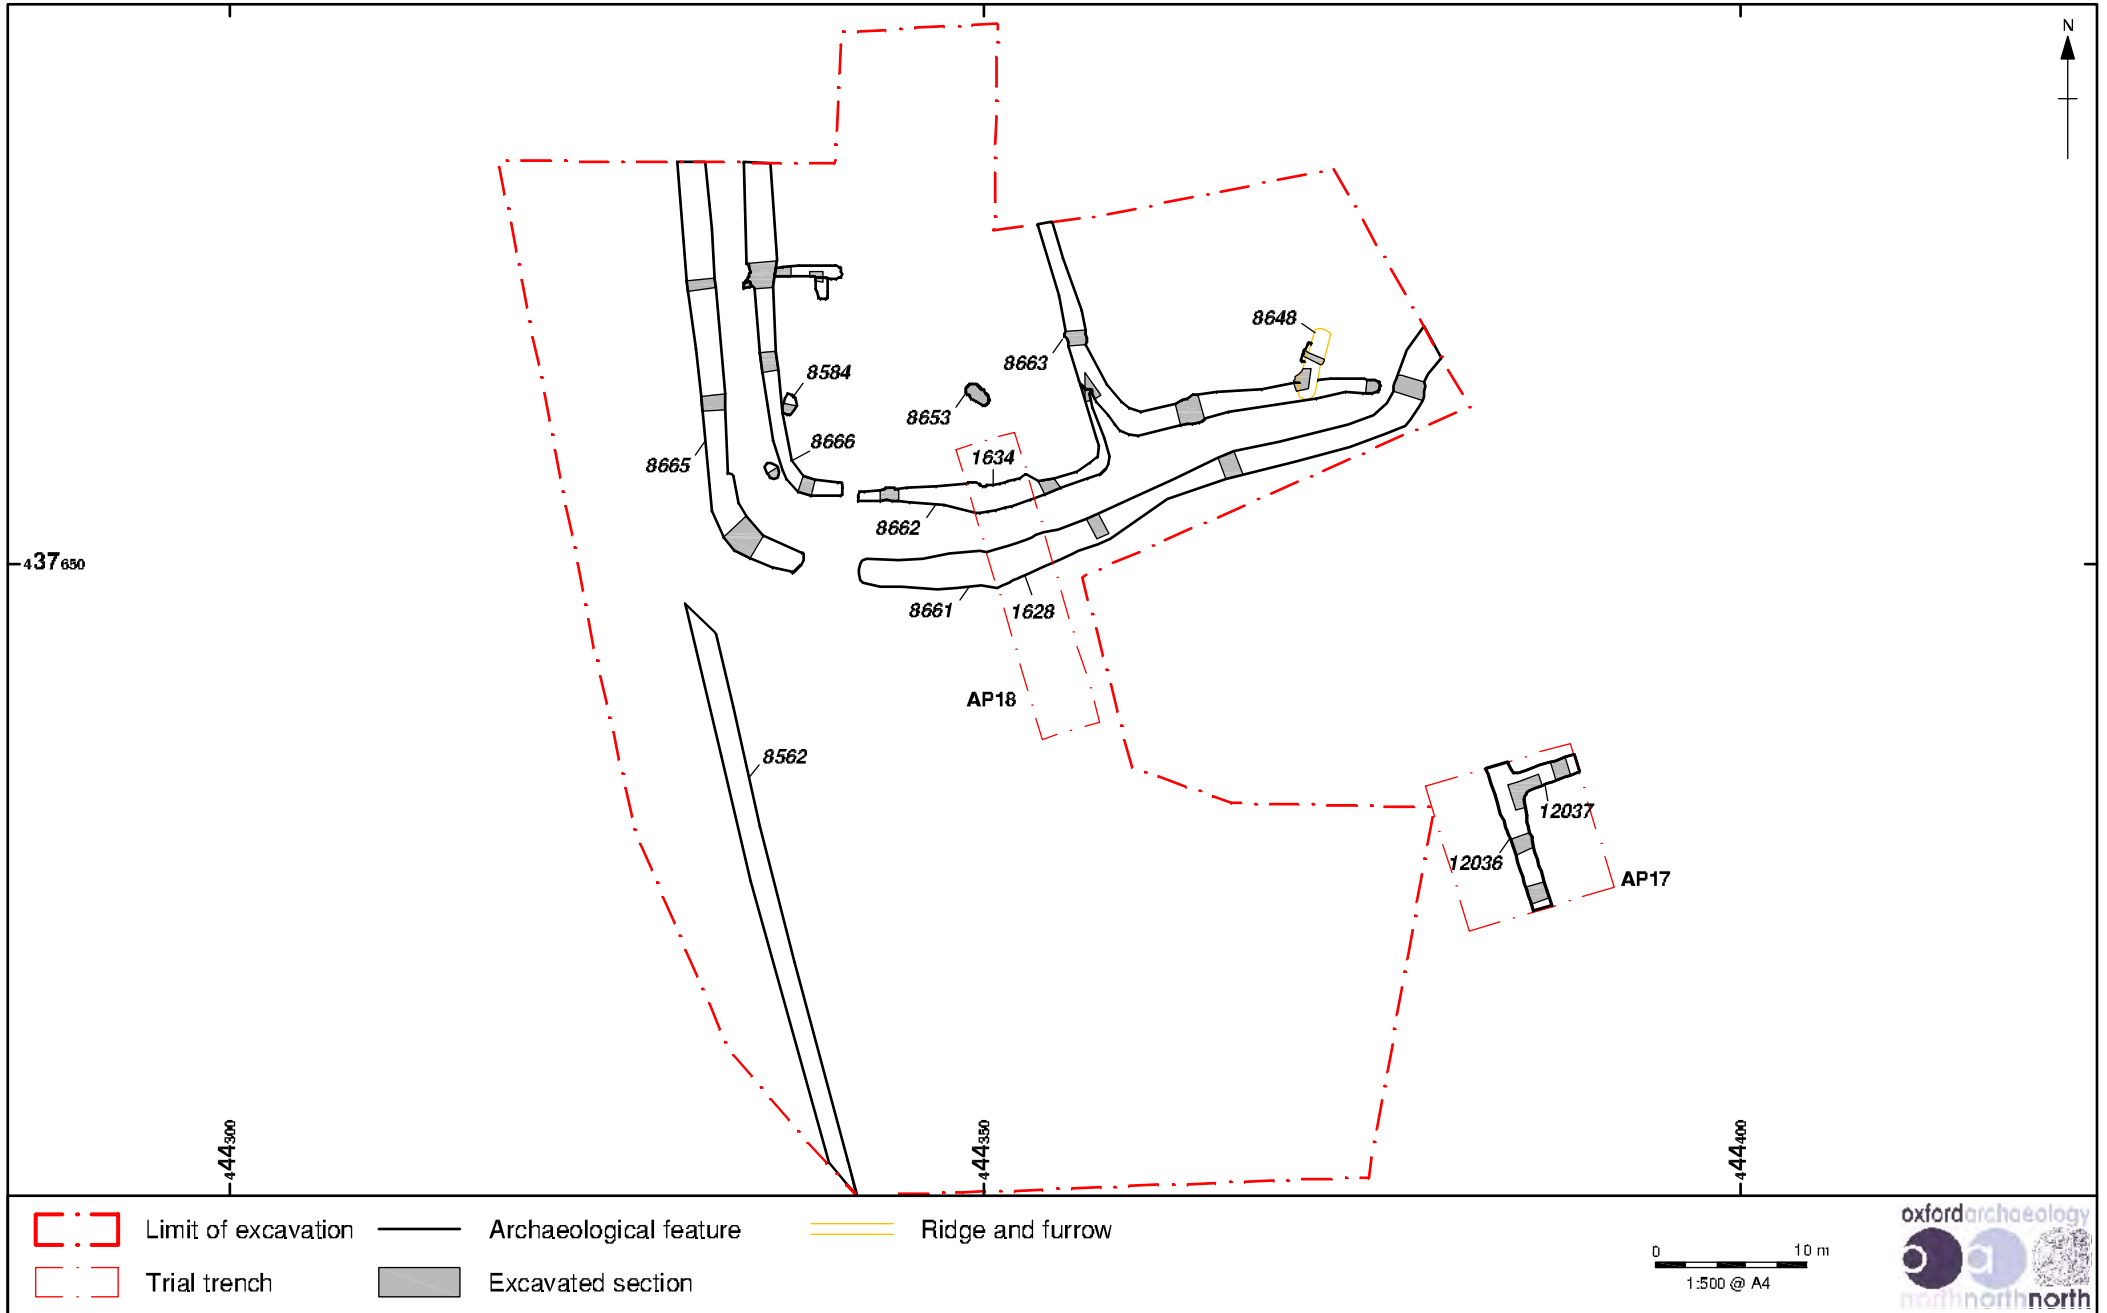 N
8648
8663
8584
8653
8666
8665
1634
8662
437650
8661
1628
AP18
8562
12037
12036
AP17
44300
44350
44400
Limit of excavation
Archaeological feature
Ridge and furrow
Trial trench
Excavated section
0 10 m
1:500 @ A4
oxfordarchaeology
northnorthnorth